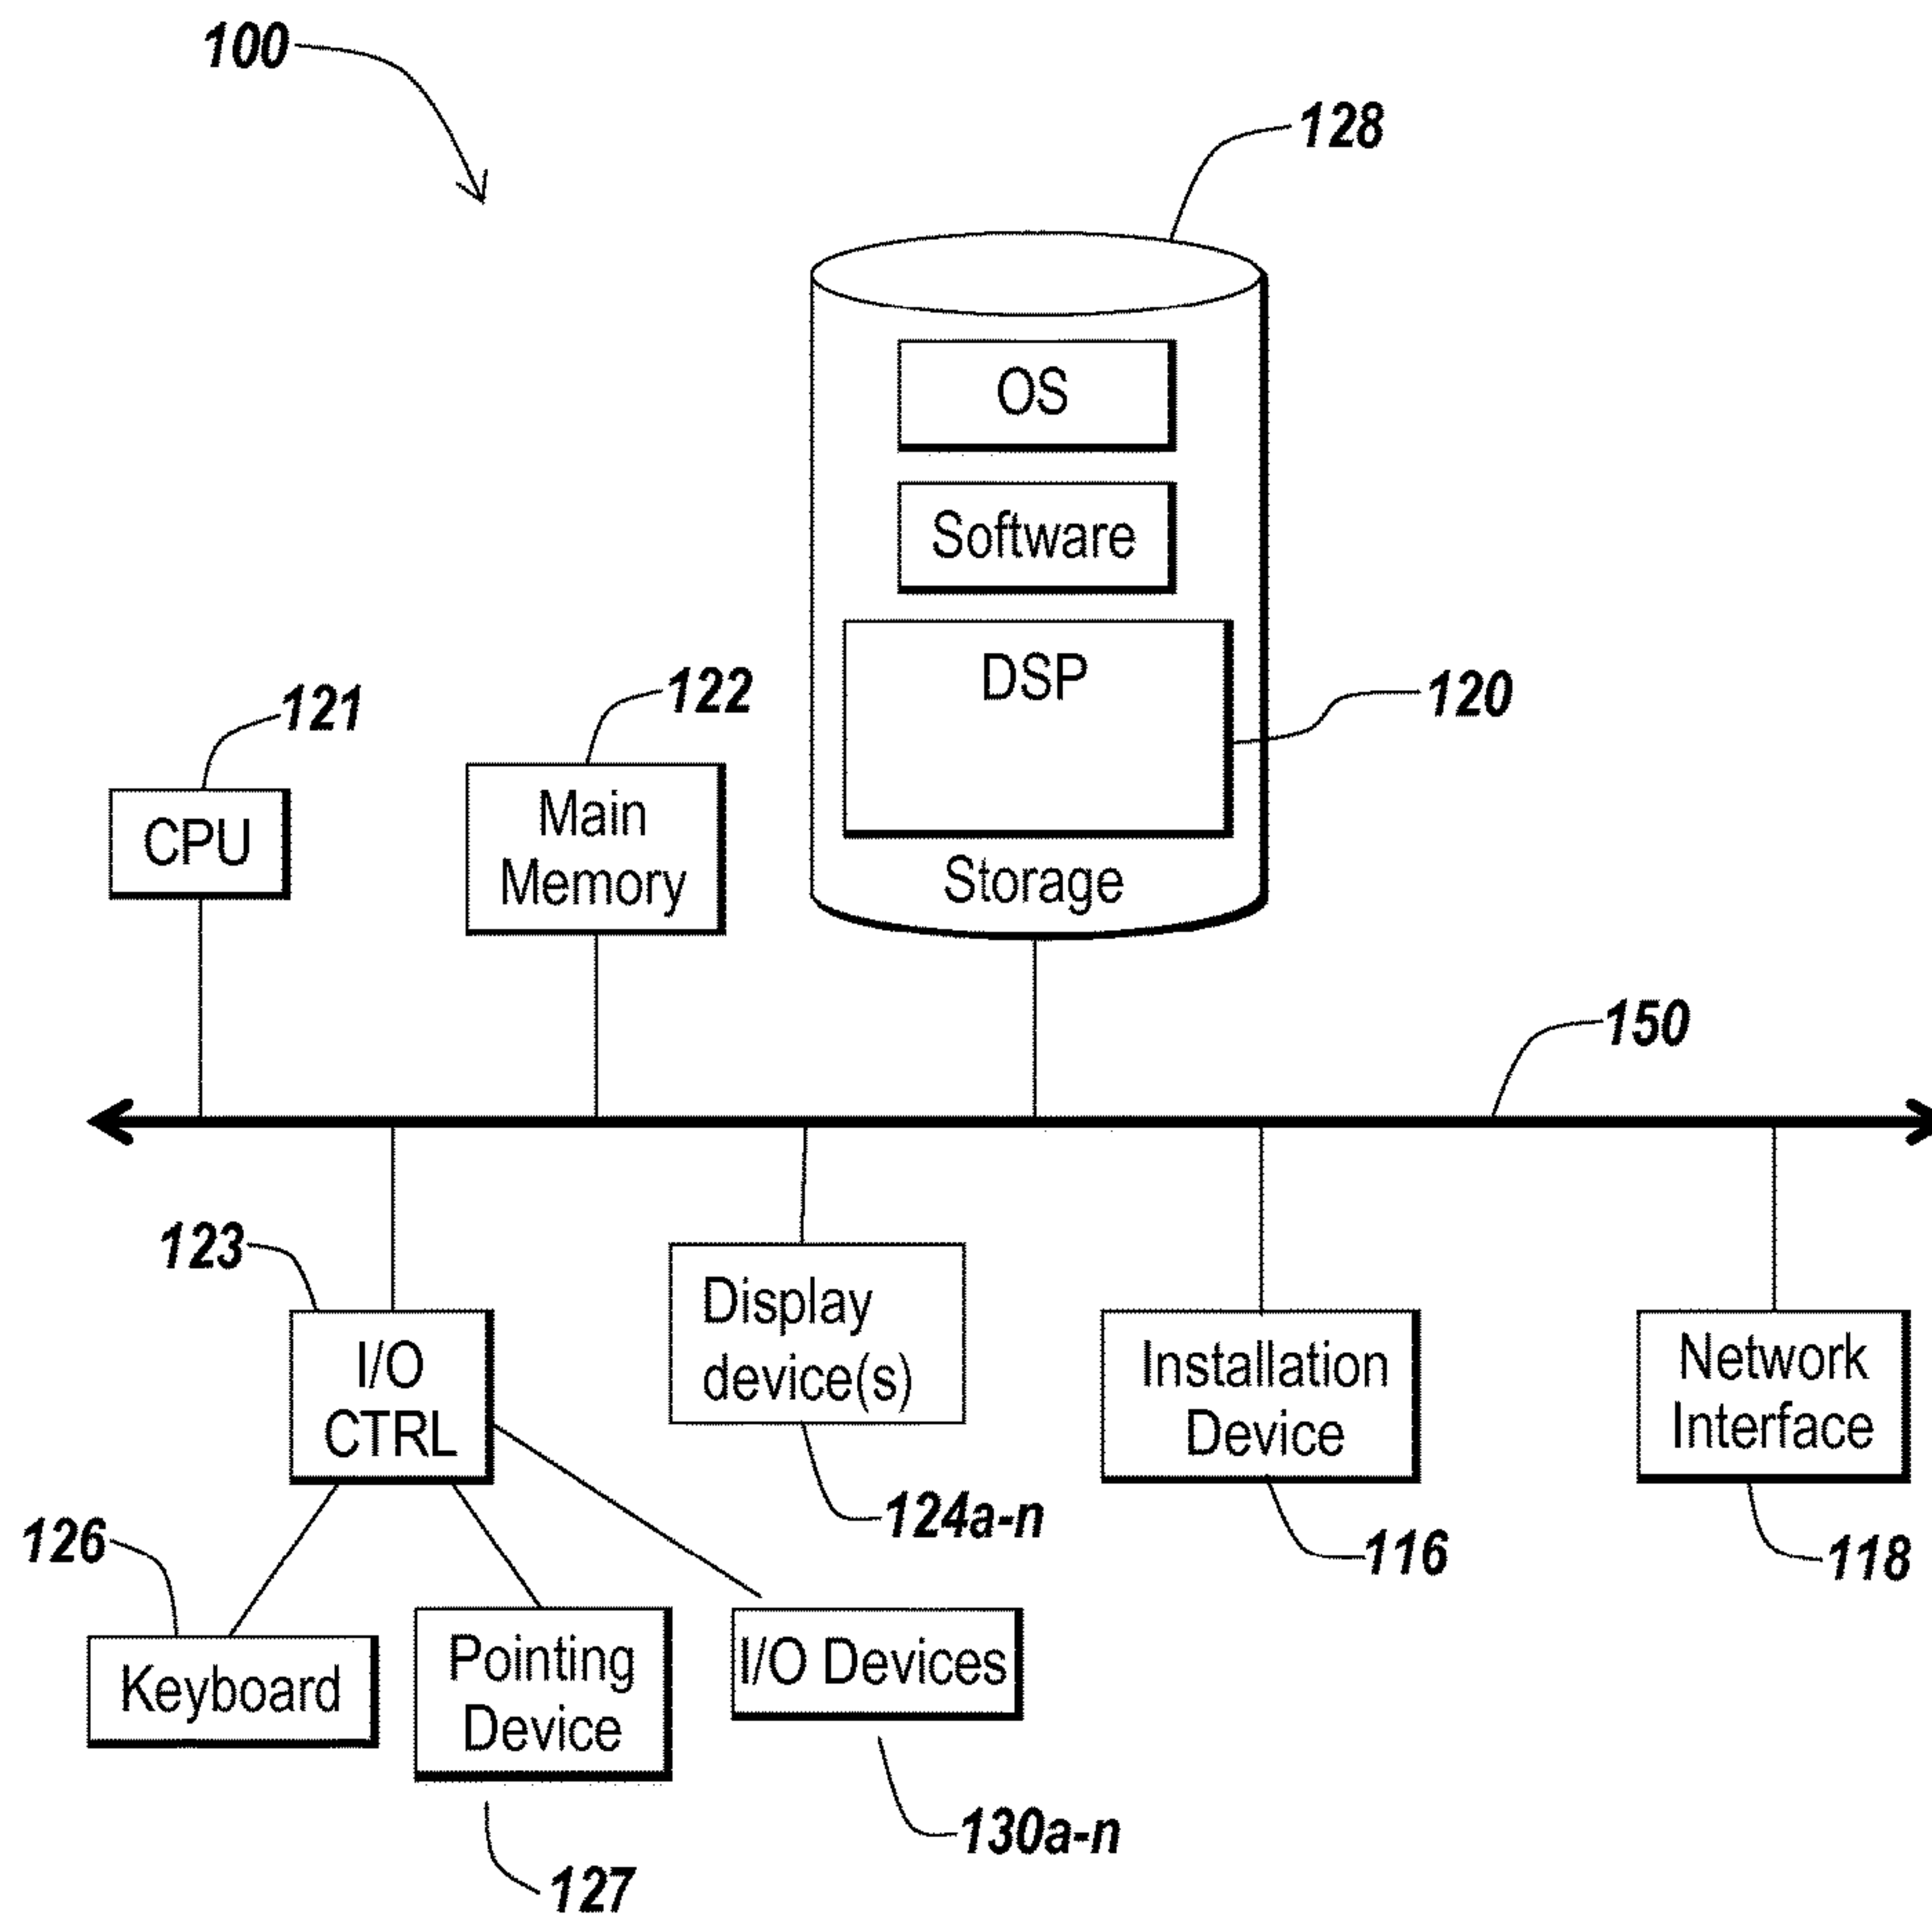 100
128
OS
Software
DSP
120
Storage
121
CPU
122
Main
Memory
150
123
I/O
CTRL
Display
device(s)
124a-n
Installation
Device
116
Network
Interface
118
126
Keyboard
Pointing
Device
127
I/O Devices
130a-n